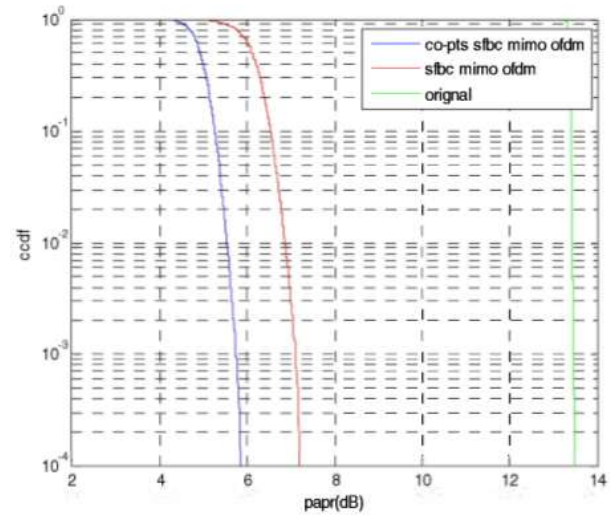 10^0
10^-1
10^-2
10^-3
10^-4
ccdf
co-pts sfbc mimo ofdm
sfbc mimo ofdm
orignal
2 4 6 8 10 12 14
papr(dB)